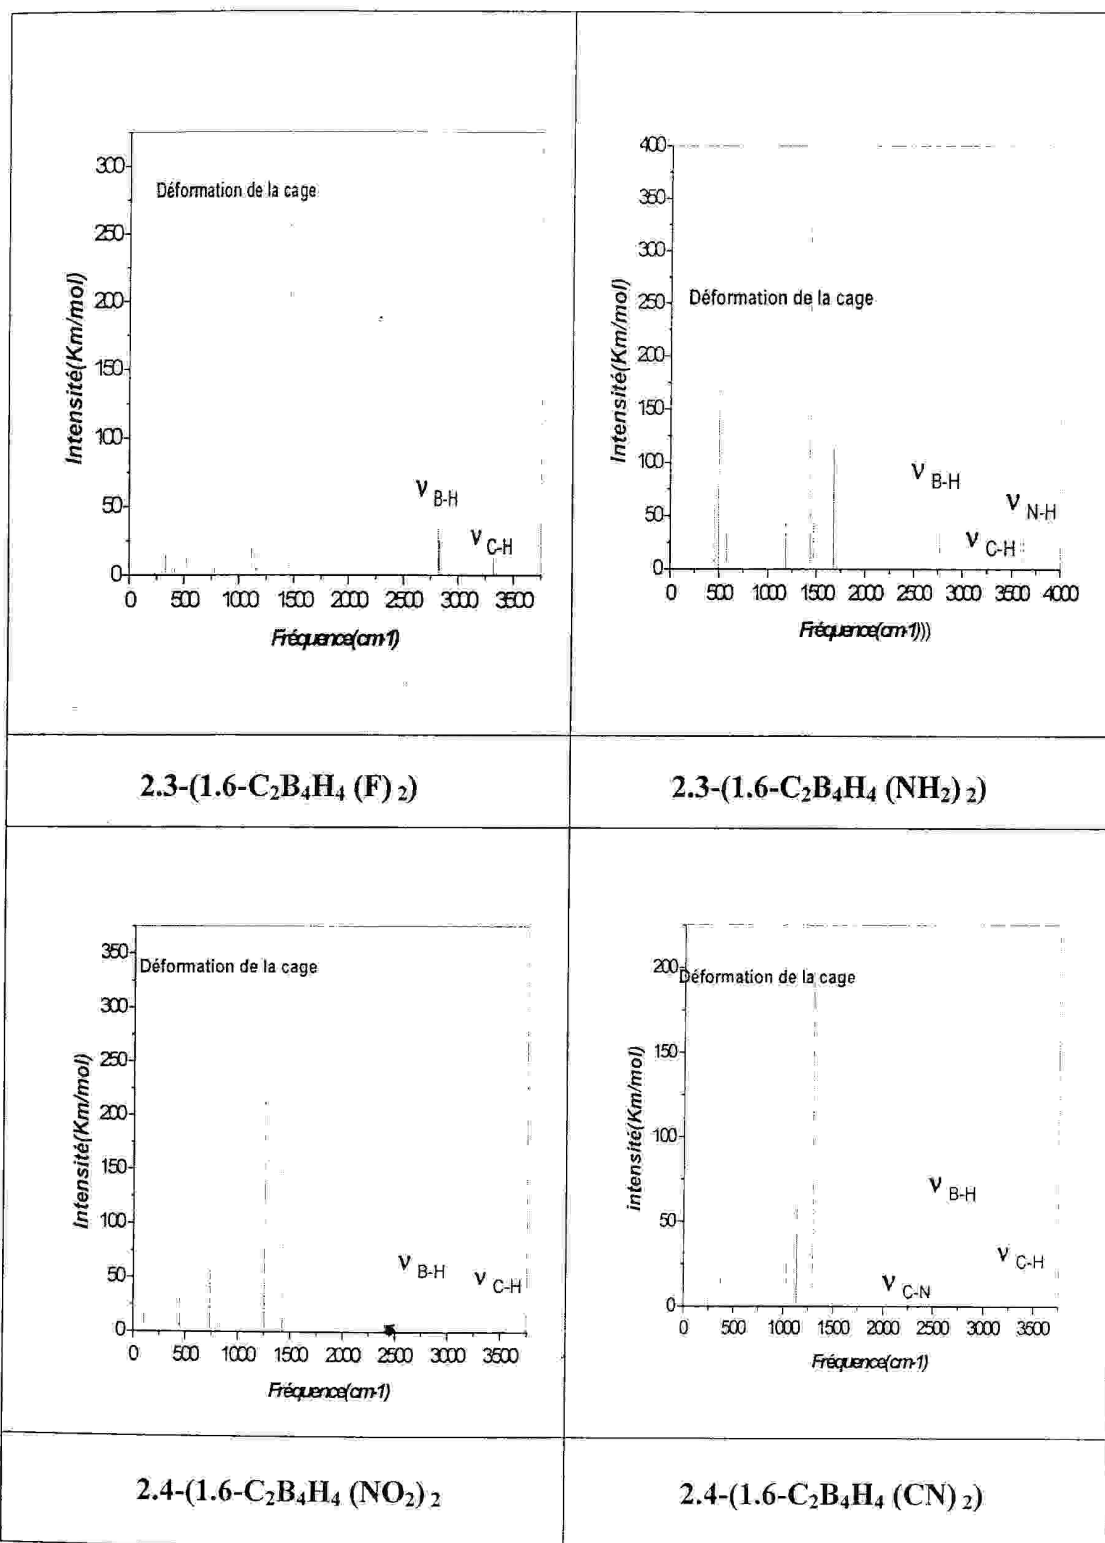 300
250
200
150
100
50
0
Intensité(Km/mol)
Déformation de la cage
ν B-H
ν C-H
0 500 1000 1500 2000 2500 3000 3500
Fréquence(cm-1)
2.3-(1.6-C₂B₄H₄ (F) ₂)
400
350
300
250
200
150
100
50
0
Intensité(Km/mol)
Déformation de la cage
ν B-H
ν N-H
ν C-H
0 500 1000 1500 2000 2500 3000 3500 4000
Fréquence(cm-1)))
2.3-(1.6-C₂B₄H₄ (NH₂) ₂)
350
300
250
200
150
100
50
0
Intensité(Km/mol)
Déformation de la cage
ν B-H
ν C-H
0 500 1000 1500 2000 2500 3000 3500
Fréquence(cm-1)
2.4-(1.6-C₂B₄H₄ (NO₂) ₂
200
150
100
50
0
intensité(Km/mol)
Déformation de la cage
ν B-H
ν C-H
ν C-N
0 500 1000 1500 2000 2500 3000 3500
Fréquence(cm-1)
2.4-(1.6-C₂B₄H₄ (CN) ₂)